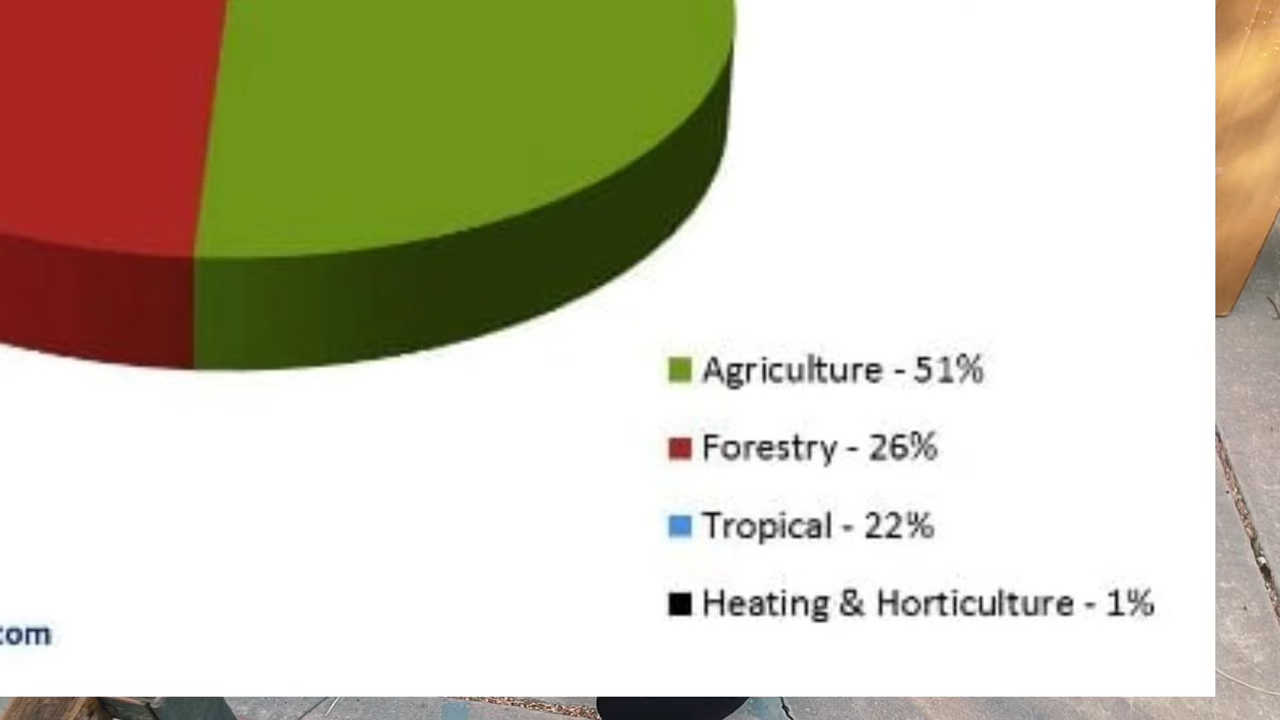 Agriculture - 51%
Forestry - 26%
Tropical - 22%
Heating & Horticulture - 1%
com